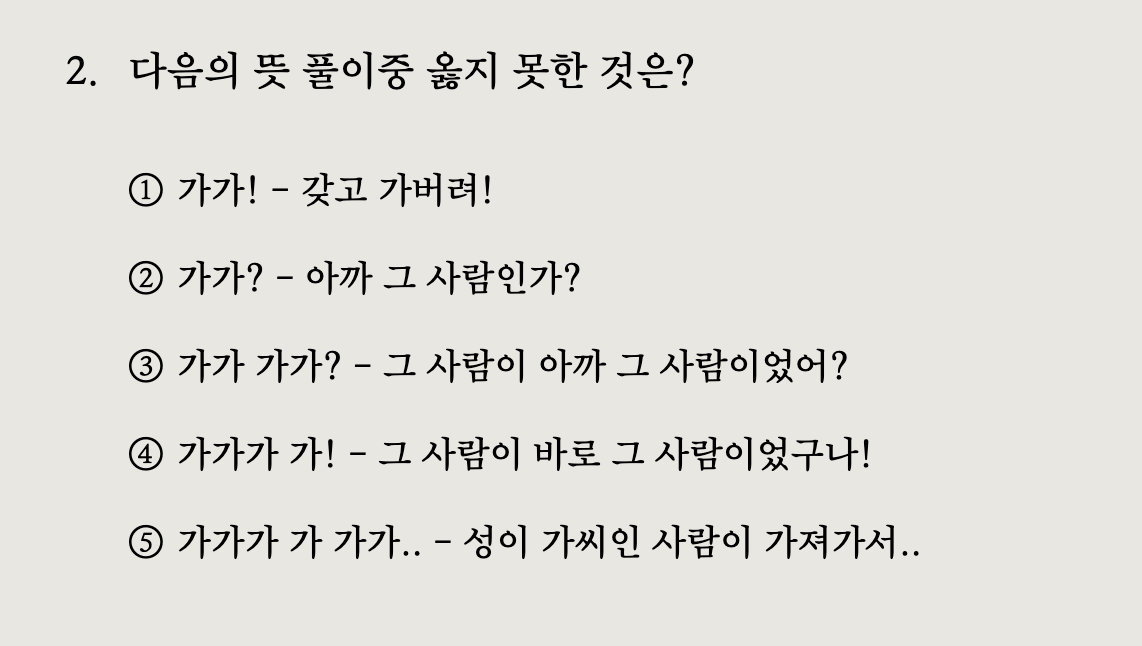 2. 다음의 뜻 풀이중 옳지 못한 것은?
① 가가! - 갖고 가버려!
② 가가? - 아까 그 사람인가?
③ 가가 가가? - 그 사람이 아까 그 사람이었어?
④ 가가가 가! - 그 사람이 바로 그 사람이었구나!
⑤ 가가가 가 가가.. - 성이 가씨인 사람이 가져가서..